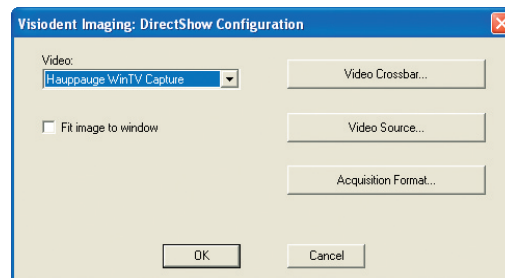 Visiodent Imaging: DirectShow Configuration
Video:
Hauppauge WinTV Capture
Video Crossbar...
Fit image to window
Video Source...
Acquisition Format...
OK
Cancel